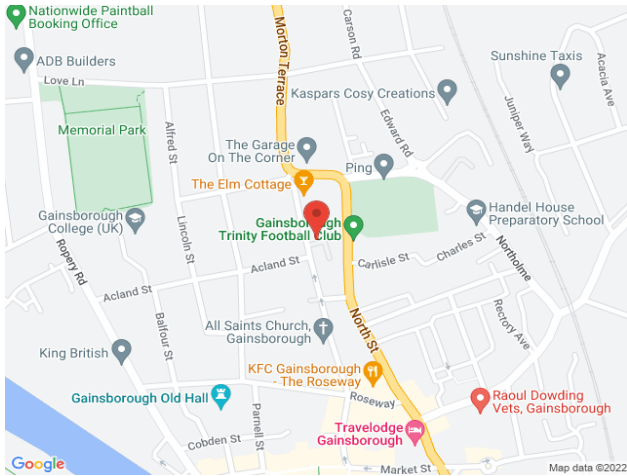 Nationwide Paintball
Booking Office
ADB Builders
Love Ln
Memorial Park
Morton Terrace
Carson Rd
Sunshine Taxis
Acacia Ave
Kaspars Cosy Creations
Juniper Way
Edward Rd
Alfred St
The Garage
On The Corner
Ping
The Elm Cottage
Gainsborough
College (UK)
Lincoln St
Gainsborough
Trinity Football Club
Handel House
Preparatory School
Ropery Rd
Northolme
Charles St
Carlisle St
Acland St
Acland St
All Saints Church,
Gainsborough
North St
Rectory Ave
Balfour St
King British
KFC Gainsborough
- The Roseway
Gainsborough Old Hall
Roseway
Raoul Dowding
Vets, Gainsborough
Parnell St
Travelodge
Gainsborough
Cobden St
Market St
Google
Map data ©2022